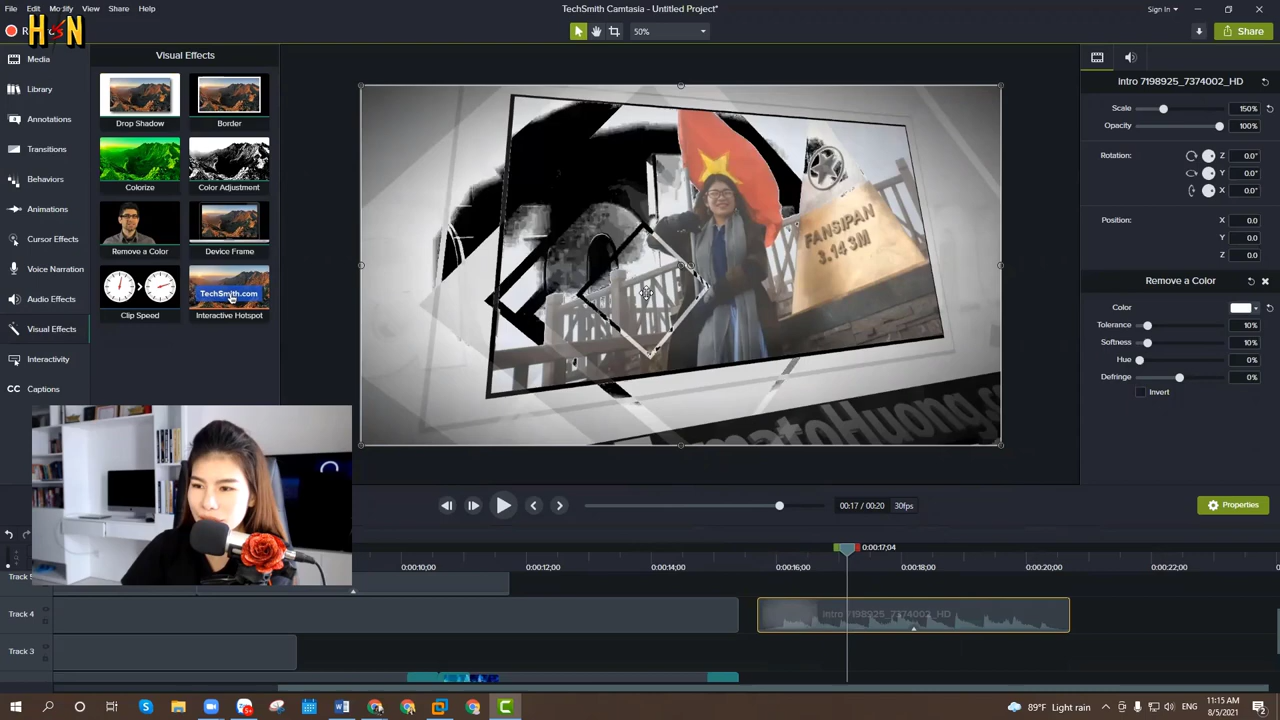 TechSmith Camtasia - Untitled Project*
File Edit Modify View Share Help
Sign In
H N
50%
Share
Media
Library
Annotations
Transitions
Behaviors
Animations
Cursor Effects
Voice Narration
Audio Effects
Visual Effects
Interactivity
CC Captions
Visual Effects
Drop Shadow
Border
Colorize
Color Adjustment
Remove a Color
Device Frame
TechSmith.com
Clip Speed
Interactive Hotspot
FANSIPAN
3.143M
Intro 7198925_7374002_HD
Scale 150%
Opacity 100%
Rotation: Z 0.0°
Y 0.0°
X 0.0°
Position: X 0.0
Y 0.0
Z 0.0
Remove a Color
Color
Tolerance 10%
Softness 10%
Hue 0%
Defringe 0%
Invert
00:17 / 00:20 30fps
Properties
0:00:17;04
0:00:10;00 0:00:12;00 0:00:14;00 0:00:16;00 0:00:18;00 0:00:20;00 0:00:22;00
Track 4
Intro 7198925_7374002_HD
Track 3
89°F Light rain
11:15 AM
8/5/2021